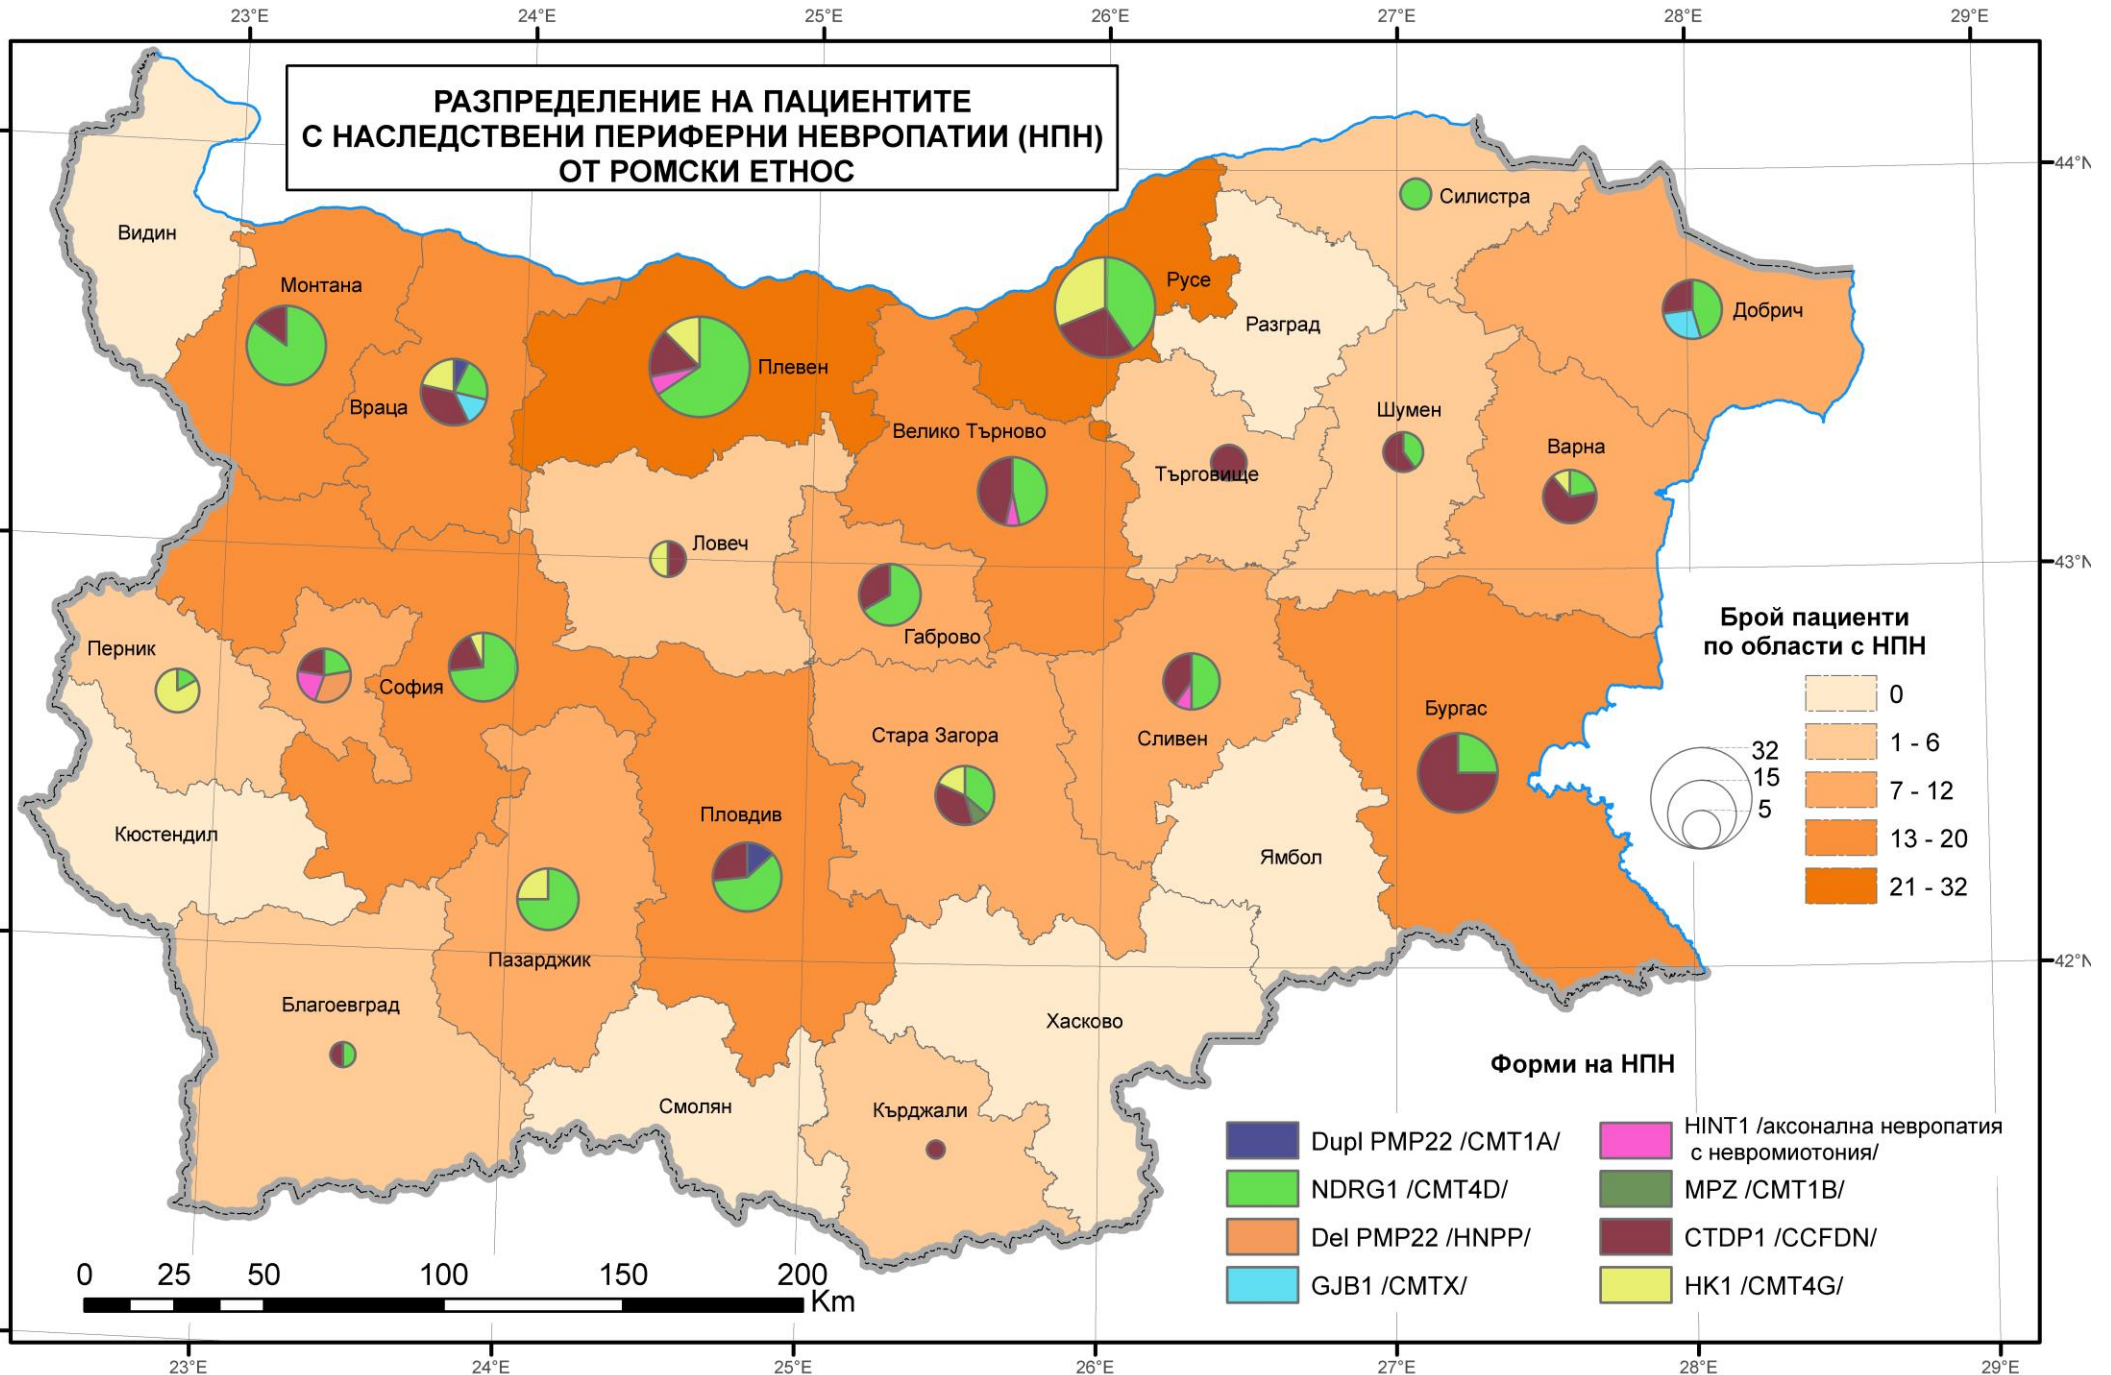 23°E 24°E 25°E 26°E 27°E 28°E 29°E
РАЗПРЕДЕЛЕНИЕ НА ПАЦИЕНТИТЕ
С НАСЛЕДСТВЕНИ ПЕРИФЕРНИ НЕВРОПАТИИ (НПН)
ОТ РОМСКИ ЕТНОС
44°N
Видин
Силистра
Монтана
Русе
Добрич
Разград
Плевен
Враца
Шумен
Велико Търново
Варна
Търговище
Ловеч
43°N
Габрово
Перник
София
Бургас
Стара Загора
Сливен
Пловдив
Кюстендил
Ямбол
Пазарджик
42°N
Благоевград
Хасково
Смолян
Кърджали
Брой пациенти
по области с НПН
32
15
5
0
1 - 6
7 - 12
13 - 20
21 - 32
Форми на НПН
Dupl PMP22 /CMT1A/
NDRG1 /CMT4D/
Del PMP22 /HNPP/
GJB1 /CMTX/
HINT1 /аксонална невропатия
с невромиотония/
MPZ /CMT1B/
CTDP1 /CCFDN/
HK1 /CMT4G/
0 25 50 100 150 200
Km
23°E 24°E 25°E 26°E 27°E 28°E 29°E